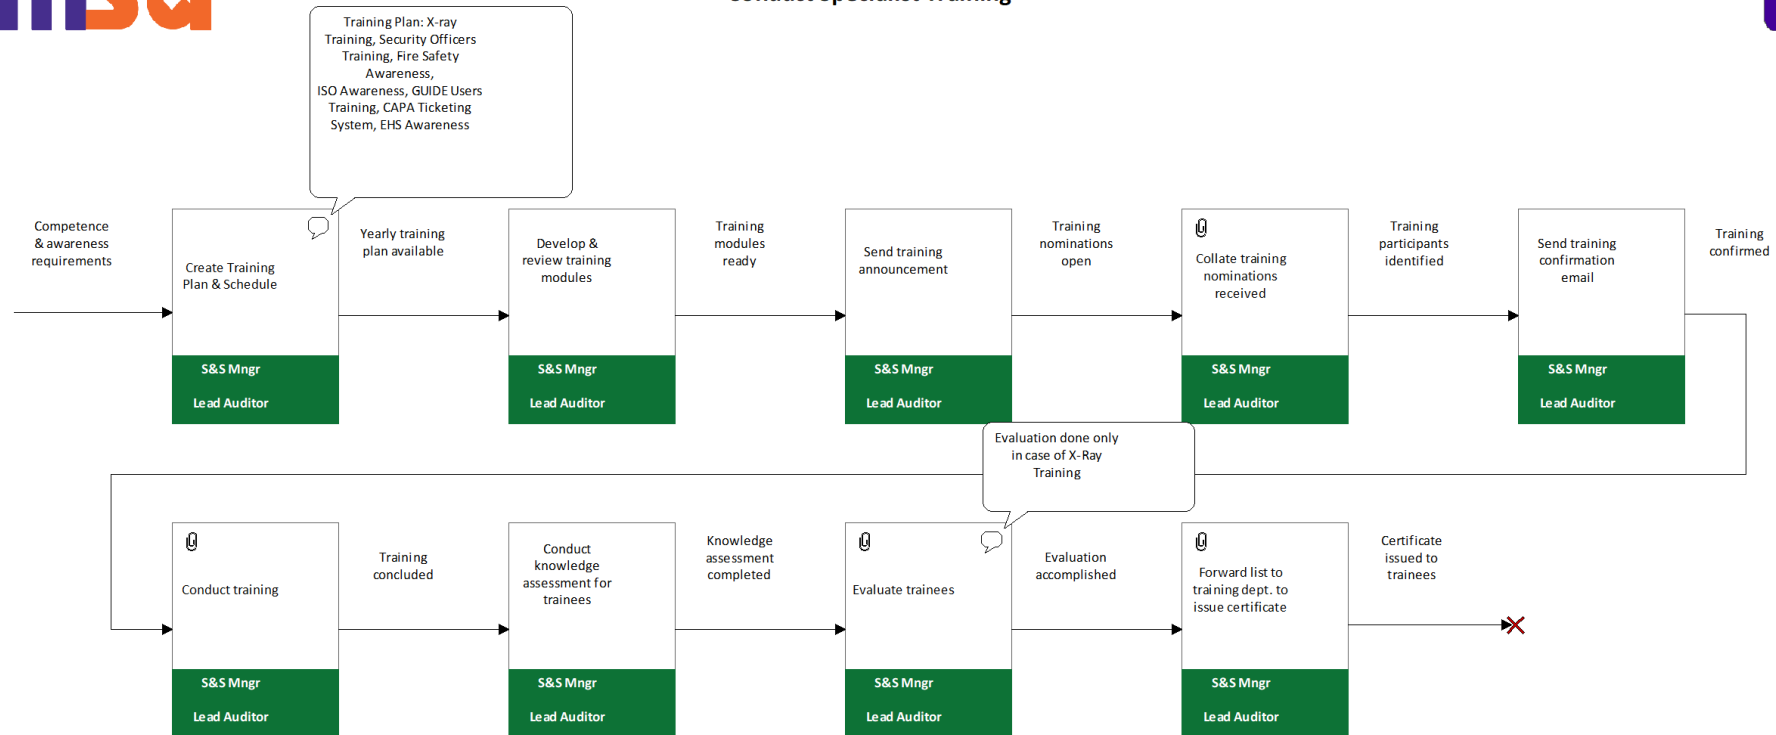 Conduct Specialist Training
Training Plan: X-ray
Training, Security Officers
Training, Fire Safety
Awareness,
ISO Awareness, GUIDE Users
Training, CAPA Ticketing
System, EHS Awareness
Competence
& awareness
requirements
Create Training
Plan & Schedule
S&S Mngr
Lead Auditor
Yearly training
plan available
Develop &
review training
modules
S&S Mngr
Lead Auditor
Training
modules
ready
Send training
announcement
S&S Mngr
Lead Auditor
Training
nominations
open
Collate training
nominations
received
S&S Mngr
Lead Auditor
Training
participants
identified
Send training
confirmation
email
S&S Mngr
Lead Auditor
Training
confirmed
Conduct training
S&S Mngr
Lead Auditor
Training
concluded
Conduct
knowledge
assessment for
trainees
S&S Mngr
Lead Auditor
Knowledge
assessment
completed
Evaluation done only
in case of X-Ray
Training
Evaluate trainees
S&S Mngr
Lead Auditor
Evaluation
accomplished
Forward list to
training dept. to
issue certificate
S&S Mngr
Lead Auditor
Certificate
issued to
trainees